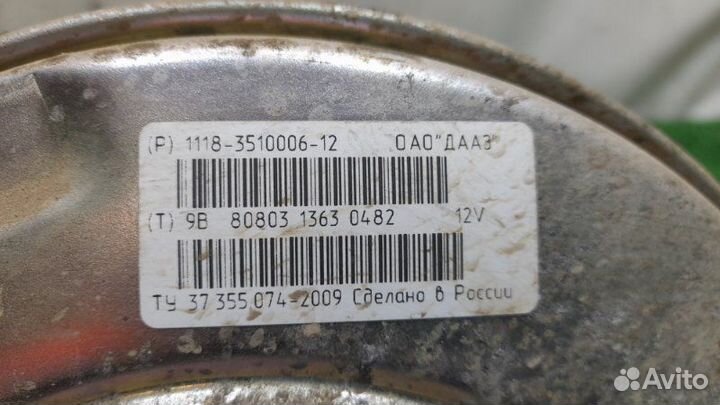 (P) 1118-3510006-12 ОАО"ДААЗ"
(T) 9B 80803 1363 0482 12V
ТУ 37 355 074-2009 Сделано в России
Avito